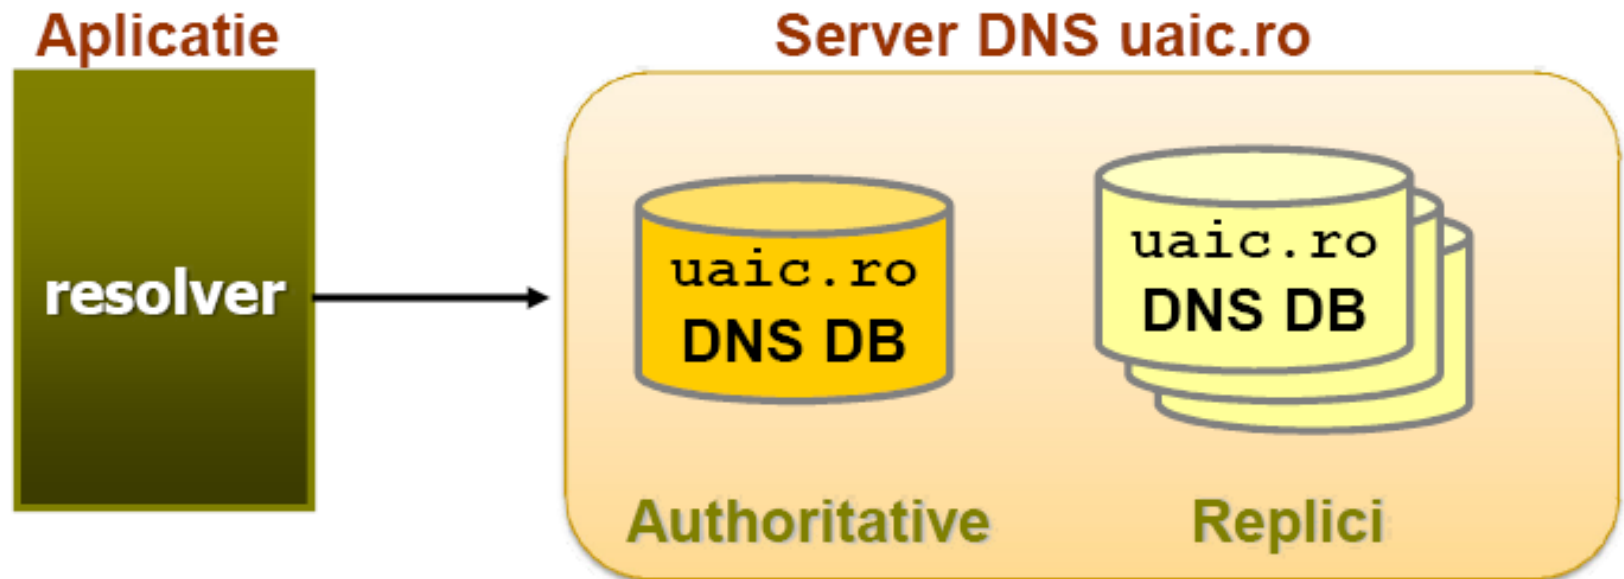 Aplicatie
Server DNS uaic.ro
resolver
uaic.ro
DNS DB
uaic.ro
DNS DB
Authoritative
Replici